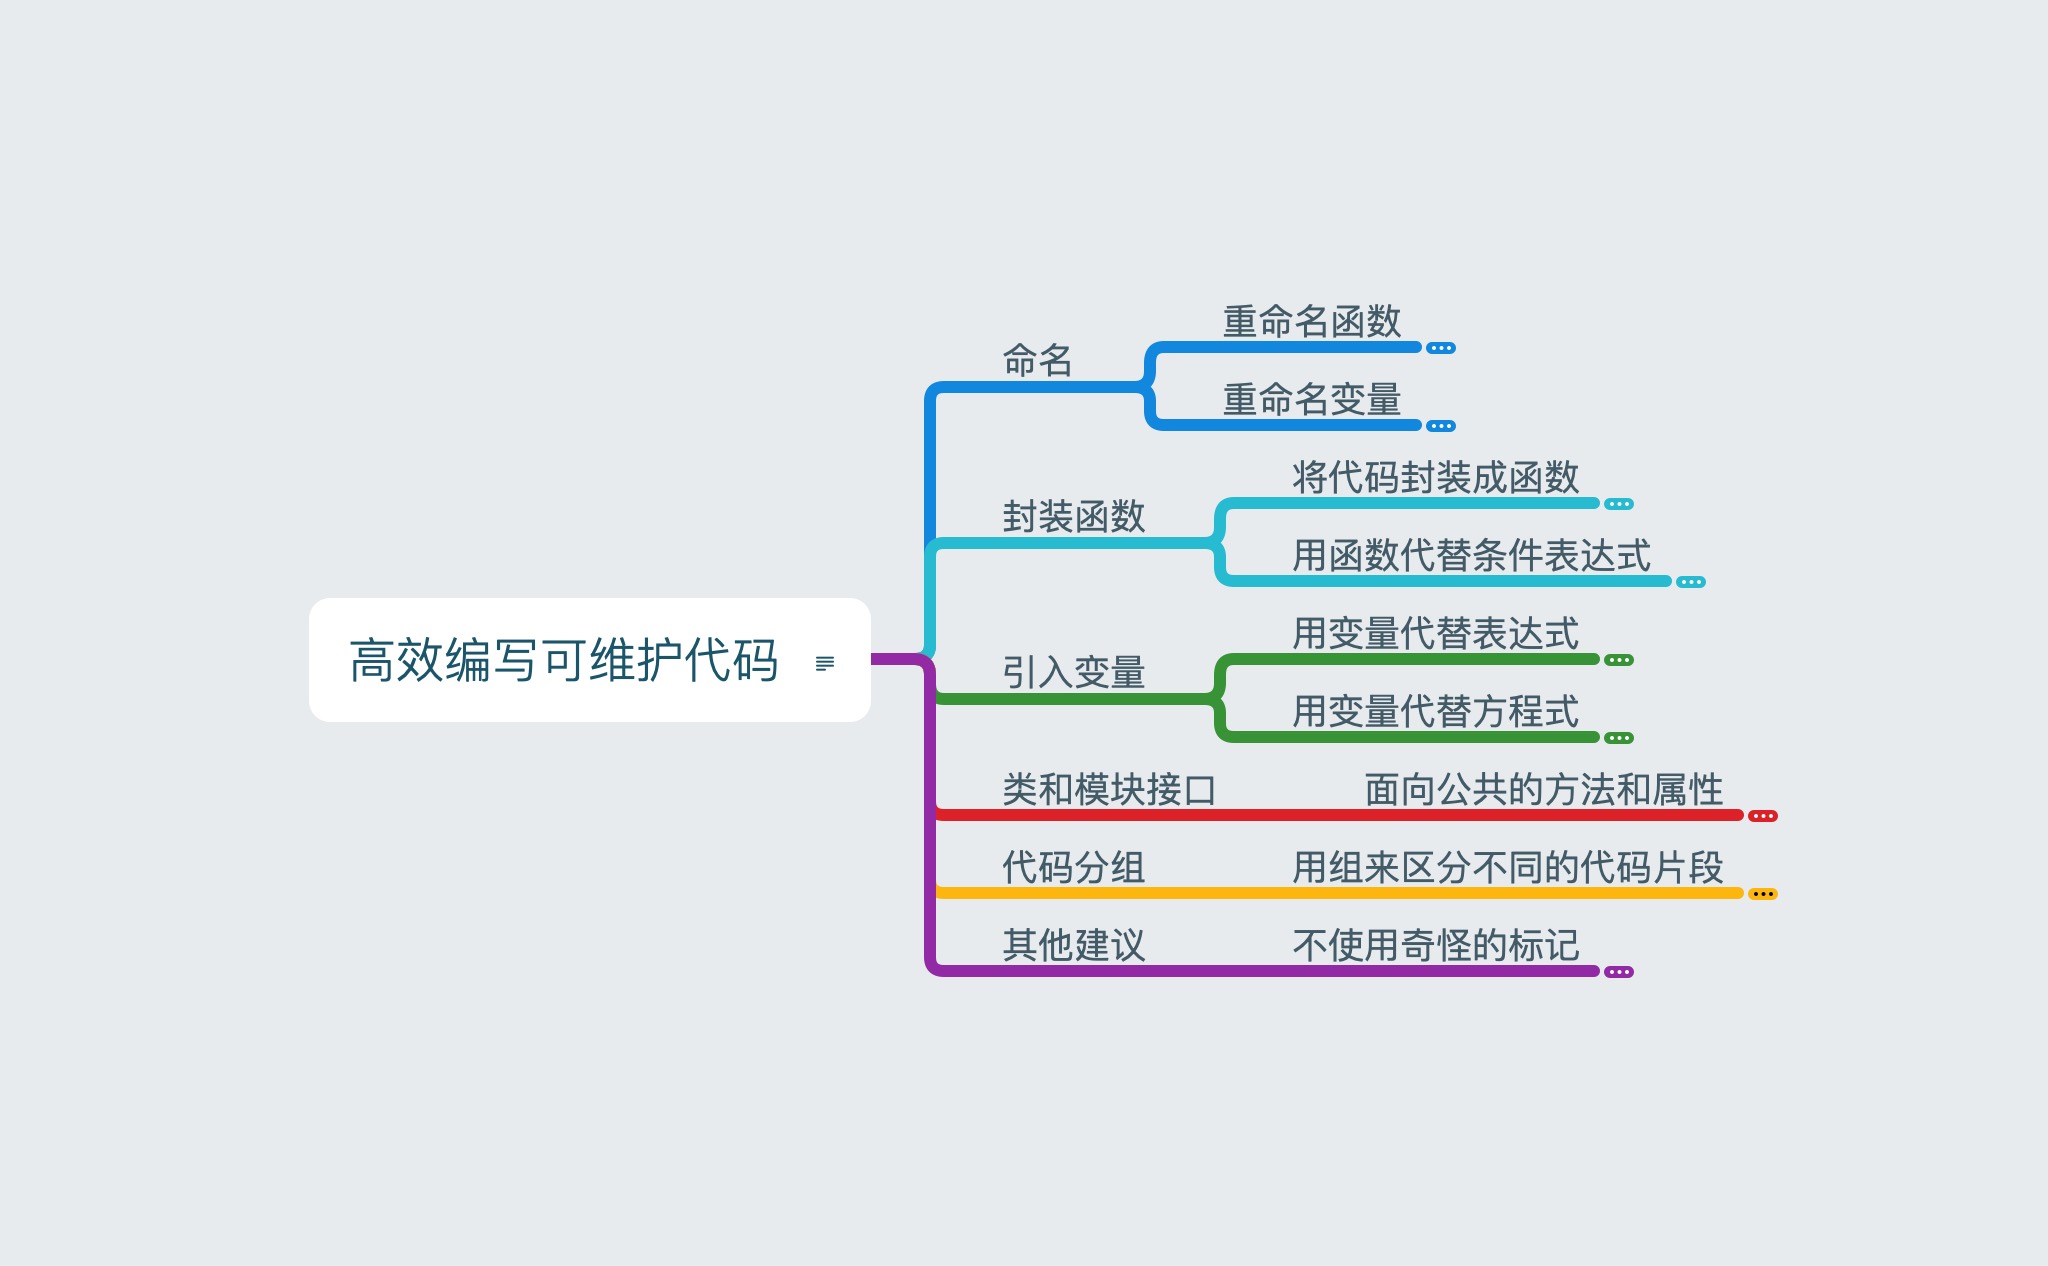 高效编写可维护代码
命名
重命名函数
重命名变量
封装函数
将代码封装成函数
用函数代替条件表达式
引入变量
用变量代替表达式
用变量代替方程式
类和模块接口
面向公共的方法和属性
代码分组
用组来区分不同的代码片段
其他建议
不使用奇怪的标记